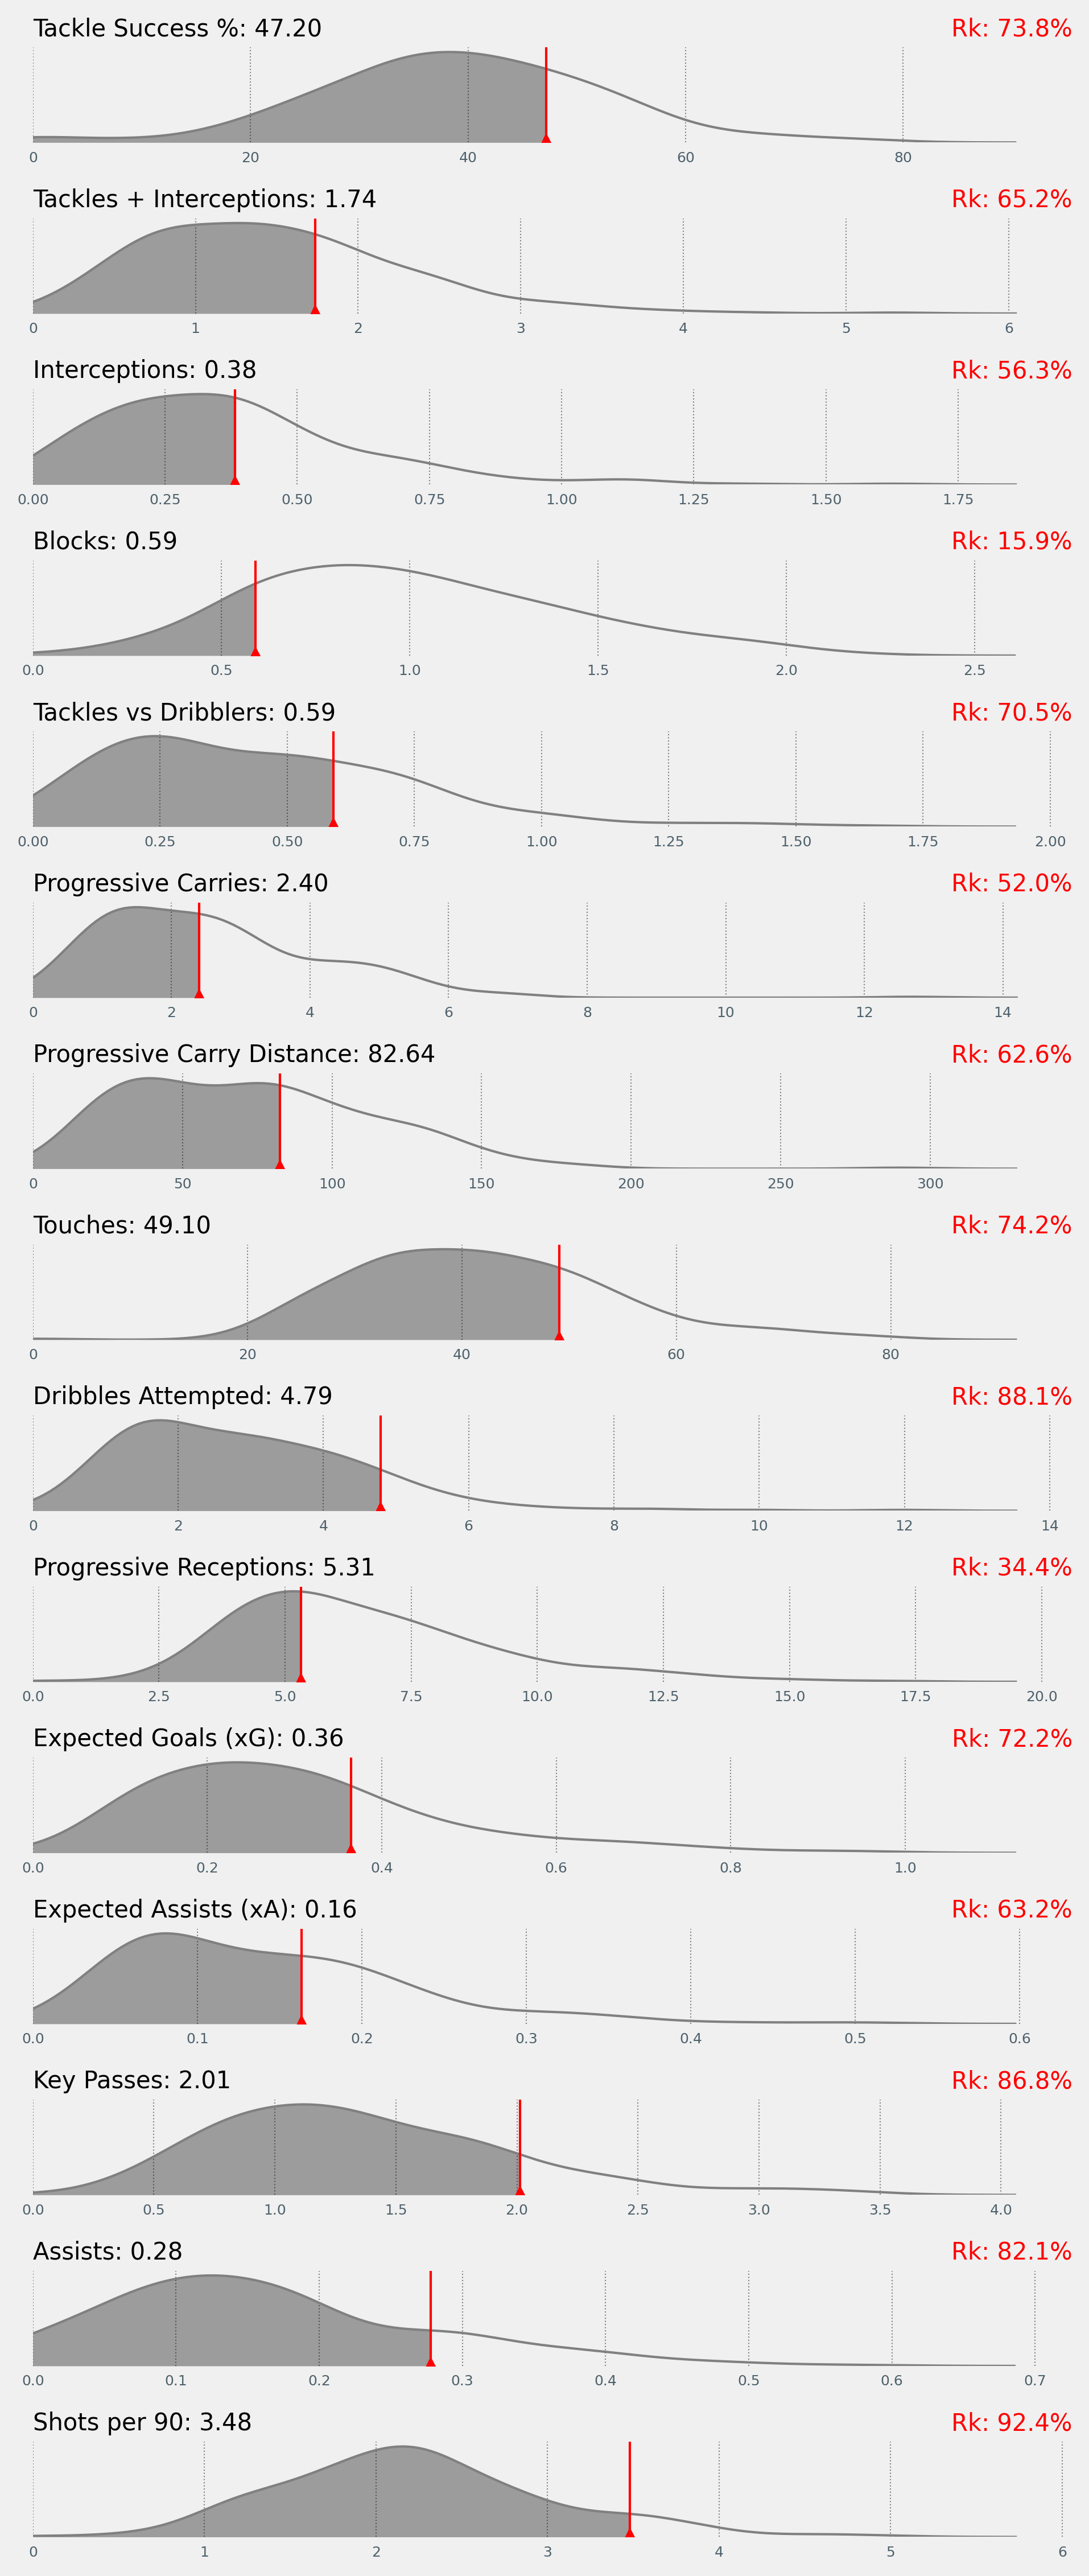 Tackle Success %: 47.20 Rk: 73.8%
0 20 40 60 80
Tackles + Interceptions: 1.74 Rk: 65.2%
0 1 2 3 4 5 6
Interceptions: 0.38 Rk: 56.3%
0.00 0.25 0.50 0.75 1.00 1.25 1.50 1.75
Blocks: 0.59 Rk: 15.9%
0.0 0.5 1.0 1.5 2.0 2.5
Tackles vs Dribblers: 0.59 Rk: 70.5%
0.00 0.25 0.50 0.75 1.00 1.25 1.50 1.75 2.00
Progressive Carries: 2.40 Rk: 52.0%
0 2 4 6 8 10 12 14
Progressive Carry Distance: 82.64 Rk: 62.6%
0 50 100 150 200 250 300
Touches: 49.10 Rk: 74.2%
0 20 40 60 80
Dribbles Attempted: 4.79 Rk: 88.1%
0 2 4 6 8 10 12 14
Progressive Receptions: 5.31 Rk: 34.4%
0.0 2.5 5.0 7.5 10.0 12.5 15.0 17.5 20.0
Expected Goals (xG): 0.36 Rk: 72.2%
0.0 0.2 0.4 0.6 0.8 1.0
Expected Assists (xA): 0.16 Rk: 63.2%
0.0 0.1 0.2 0.3 0.4 0.5 0.6
Key Passes: 2.01 Rk: 86.8%
0.0 0.5 1.0 1.5 2.0 2.5 3.0 3.5 4.0
Assists: 0.28 Rk: 82.1%
0.0 0.1 0.2 0.3 0.4 0.5 0.6 0.7
Shots per 90: 3.48 Rk: 92.4%
0 1 2 3 4 5 6